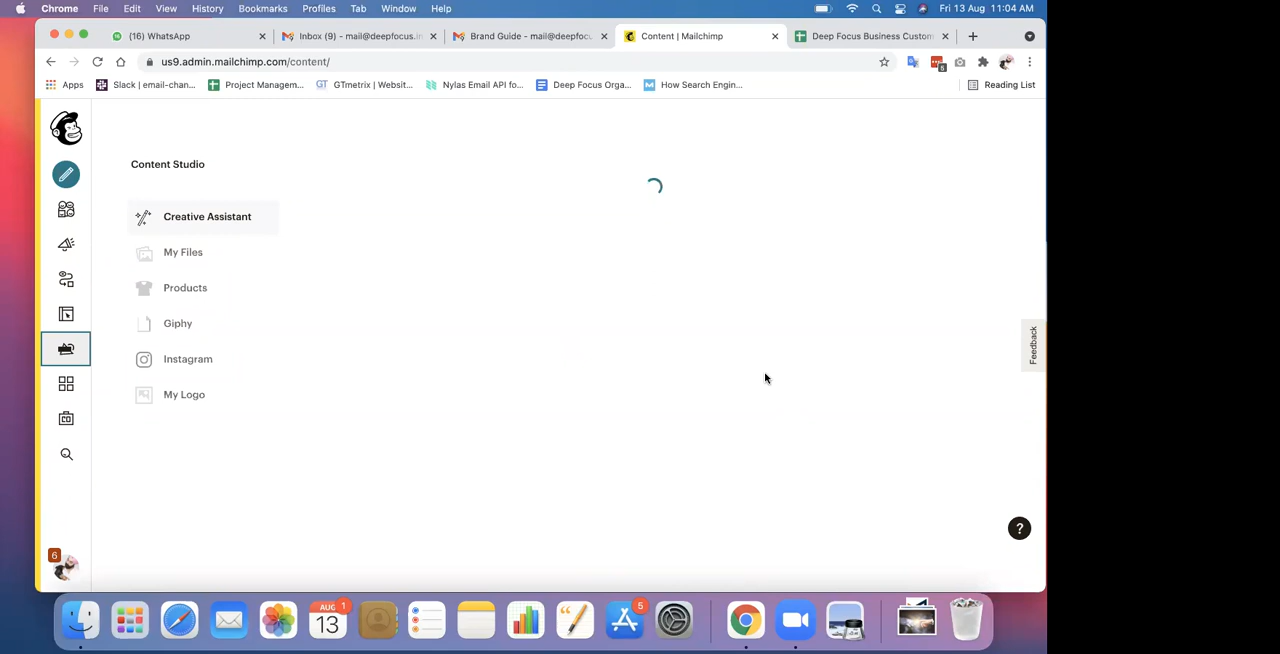 Chrome File Edit View History Bookmarks Profiles Tab Window Help Fri 13 Aug 11:04 AM
(16) WhatsApp Inbox (9) - mail@deepfocus.in Brand Guide - mail@deepfocu Content | Mailchimp Deep Focus Business Custom
us9.admin.mailchimp.com/content/
6
Apps Slack | email-chan... Project Managem... GTmetrix | Websit... Nylas Email API fo... Deep Focus Orga... How Search Engin... Reading List
Content Studio
Creative Assistant
My Files
Products
Giphy
Instagram
My Logo
Feedback
?
6
AUG 1
13
5